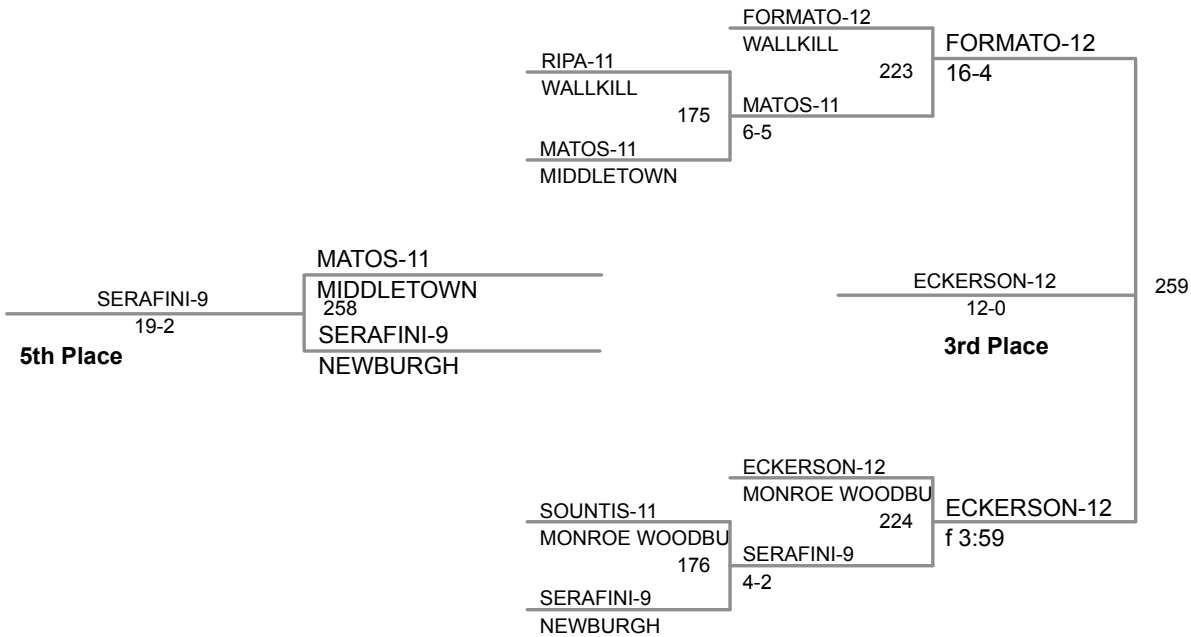 FORMATO-12
WALLKILL
FORMATO-12
223
16-4
RIPA-11
WALLKILL
175
MATOS-11
6-5
MATOS-11
MIDDLETOWN
MATOS-11
MIDDLETOWN
SERAFINI-9
258
19-2
SERAFINI-9
5th Place
NEWBURGH
ECKERSON-12
259
12-0
3rd Place
ECKERSON-12
MONROE WOODBU
ECKERSON-12
224
f 3:59
SOUNTIS-11
MONROE WOODBU
176
SERAFINI-9
4-2
SERAFINI-9
NEWBURGH